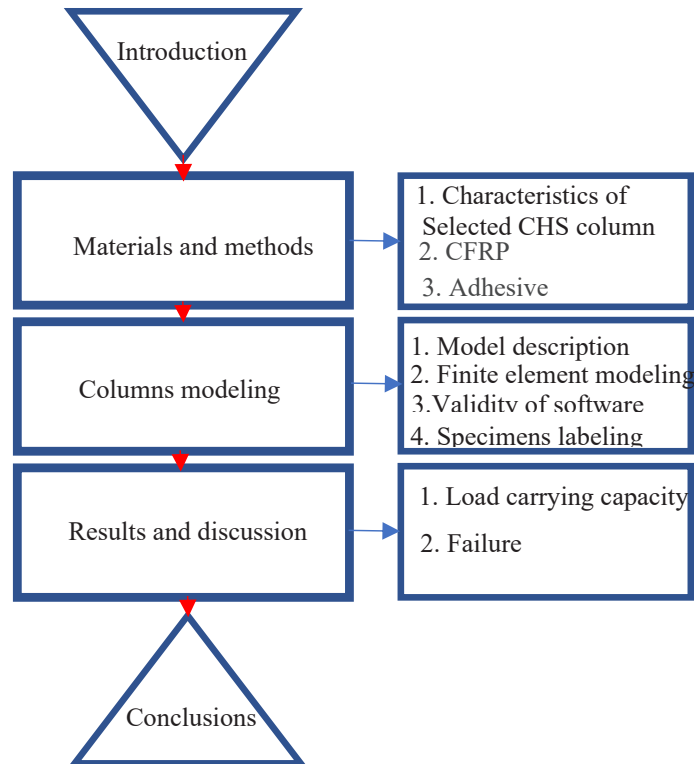 Introduction
Materials and methods
1. Characteristics of
Selected CHS column
2. CFRP
3. Adhesive
Columns modeling
1. Model description
2. Finite element modeling
3.Validity of software
4. Specimens labeling
Results and discussion
1. Load carrying capacity
2. Failure
Conclusions